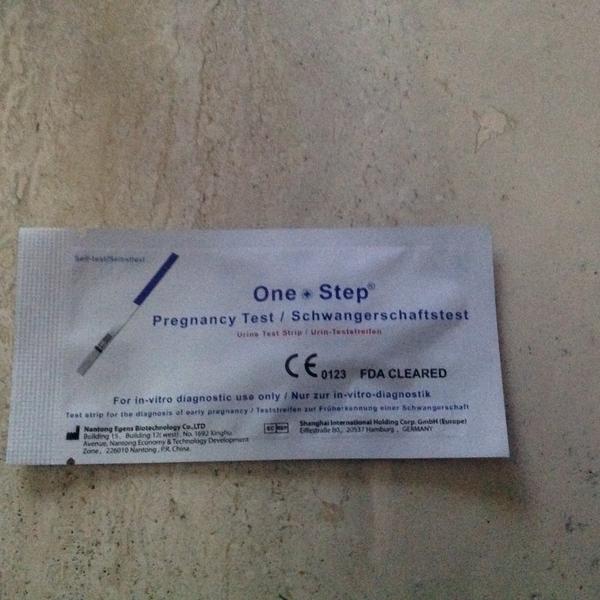 Self-test/Selbsttest
One + Step®
Pregnancy Test / Schwangerschaftstest
Urine Test Strip / Urin-Teststreifen
CE 0123 FDA CLEARED
For in-vitro diagnostic use only / Nur zur in-vitro-diagnostik
Test strip for the diagnosis of early pregnancy / Teststreifen zur Früherkennung einer Schwangerschaft
Nantong Egens Biotechnology Co.,LTD
Building 15, Building 12(west), No. 1692 Xinghu
Avenue, Nantong Economy & Technology Development
Zone, 226010 Nantong, P.R. China.
EC REP
Shanghai International Holding Corp. GmbH (Europe)
Eiffestraße 80, 20537 Hamburg, GERMANY